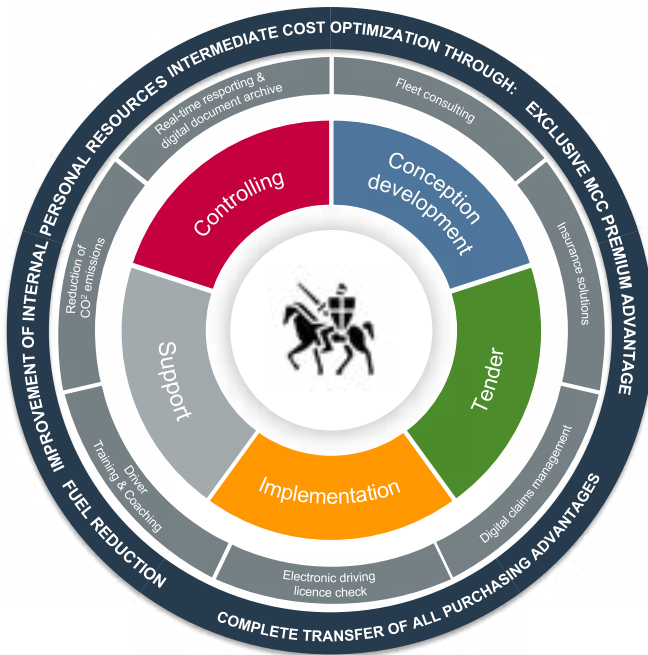 INTERMEDIATE COST OPTIMIZATION THROUGH:
EXCLUSIVE MCC PREMIUM ADVANTAGE
COMPLETE TRANSFER OF ALL PURCHASING ADVANTAGES
FUEL REDUCTION
IMPROVEMENT OF INTERNAL PERSONAL RESOURCES
Fleet consulting
Insurance solutions
Digital claims management
Electronic driving
licence check
Driver
Training & Coaching
Reduction of
CO² emissions
Real-time resporting &
digital document archive
Conception
development
Tender
Implementation
Support
Controlling